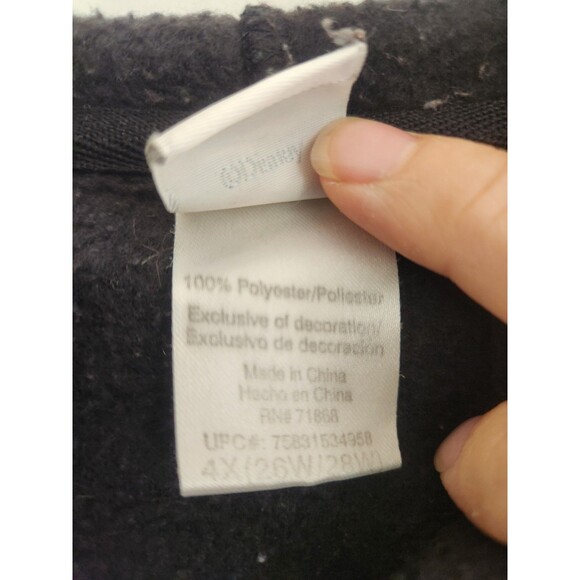 ©Disney
100% Polyester/Poliester
Exclusive of decoration/
Exclusivo de decoración
Made in China
Hecho en China
RN# 71868
UPC#: 75831534958
4X(26W/28W)